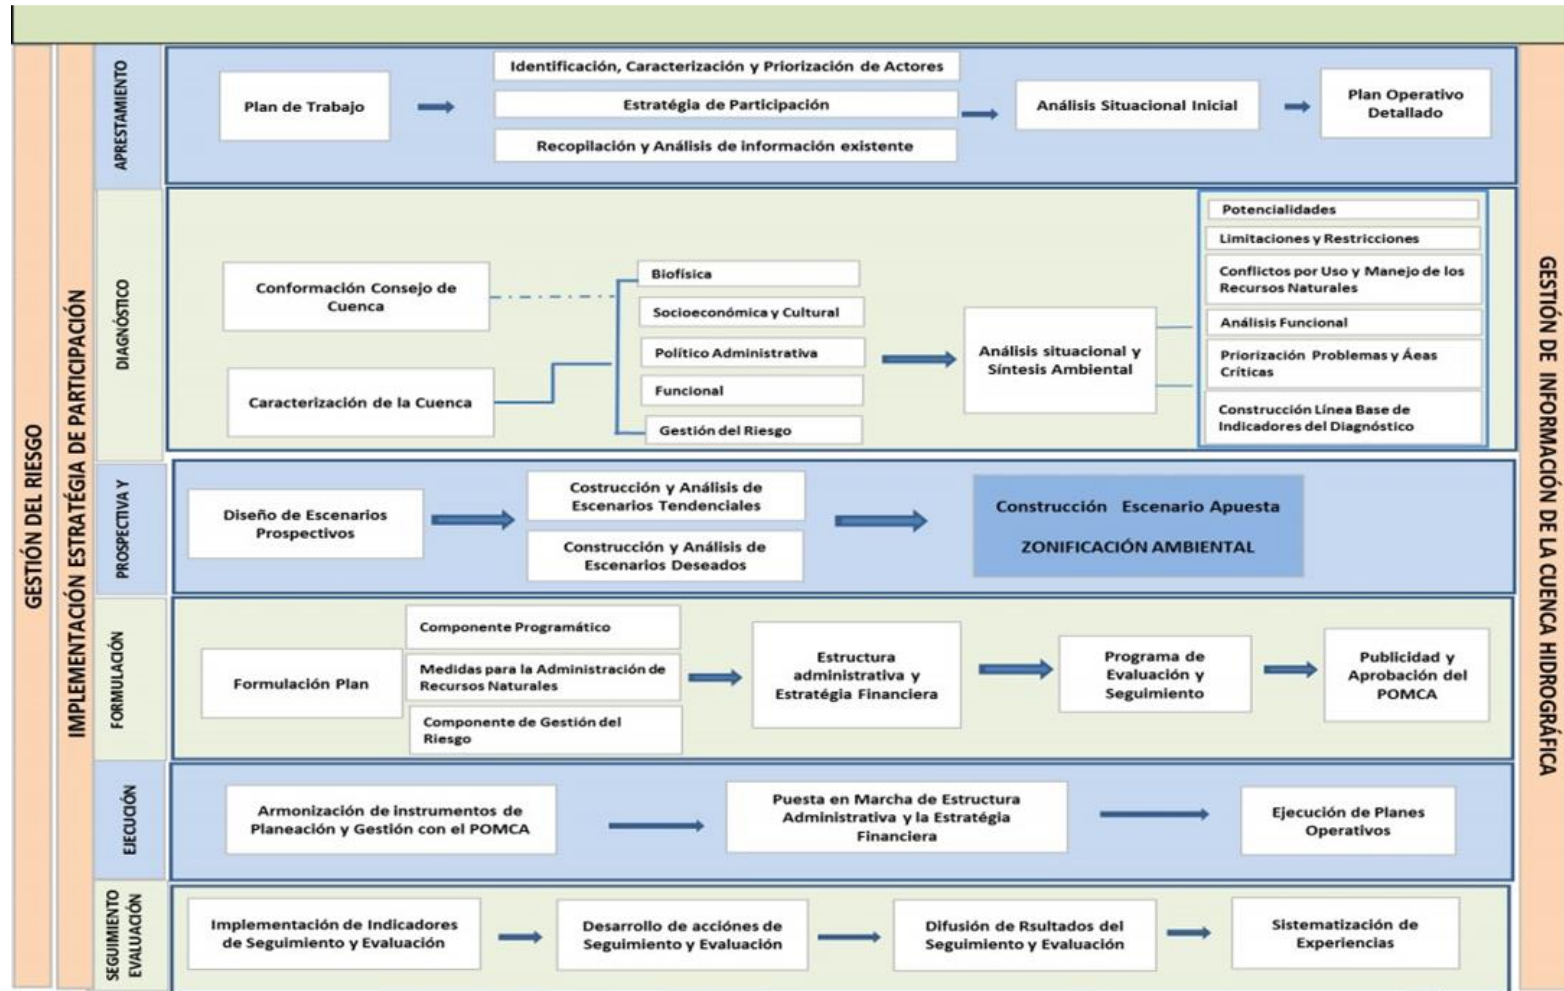 GESTIÓN DEL RIESGO
IMPLEMENTACIÓN ESTRATÉGIA DE PARTICIPACIÓN
APRESTAMIENTO
Plan de Trabajo
Identificación, Caracterización y Priorización de Actores
Estratégia de Participación
Recopilación y Análisis de información existente
Análisis Situacional Inicial
Plan Operativo
Detallado
DIAGNÓSTICO
Conformación Consejo de
Cuenca
Caracterización de la Cuenca
Biofísica
Socioeconómica y Cultural
Político Administrativa
Funcional
Gestión del Riesgo
Análisis situacional y
Síntesis Ambiental
Potencialidades
Limitaciones y Restricciones
Conflictos por Uso y Manejo de los
Recursos Naturales
Análisis Funcional
Priorización Problemas y Áeas
Críticas
Construcción Línea Base de
Indicadores del Diagnóstico
PROSPECTIVA Y
Diseño de Escenarios
Prospectivos
Costrucción y Análisis de
Escenarios Tendenciales
Construcción y Análisis de
Escenarios Deseados
Construcción Escenario Apuesta
ZONIFICACIÓN AMBIENTAL
FORMULACIÓN
Formulación Plan
Componente Programático
Medidas para la Administración de
Recursos Naturales
Componente de Gestión del
Riesgo
Estructura
administrativa y
Estratégia Financiera
Programa de
Evaluación y
Seguimiento
Publicidad y
Aprobación del
POMCA
EJECUCIÓN
Armonización de instrumentos de
Planeación y Gestión con el POMCA
Puesta en Marcha de Estructura
Administrativa y la Estratégia
Financiera
Ejecución de Planes
Operativos
SEGUIMIENTO
EVALUACIÓN
Implementación de Indicadores
de Seguimiento y Evaluación
Desarrollo de acciónes de
Seguimiento y Evaluación
Difusión de Rsultados del
Seguimiento y Evaluación
Sistematización de
Experiencias
GESTIÓN DE INFORMACIÓN DE LA CUENCA HIDROGRÁFICA